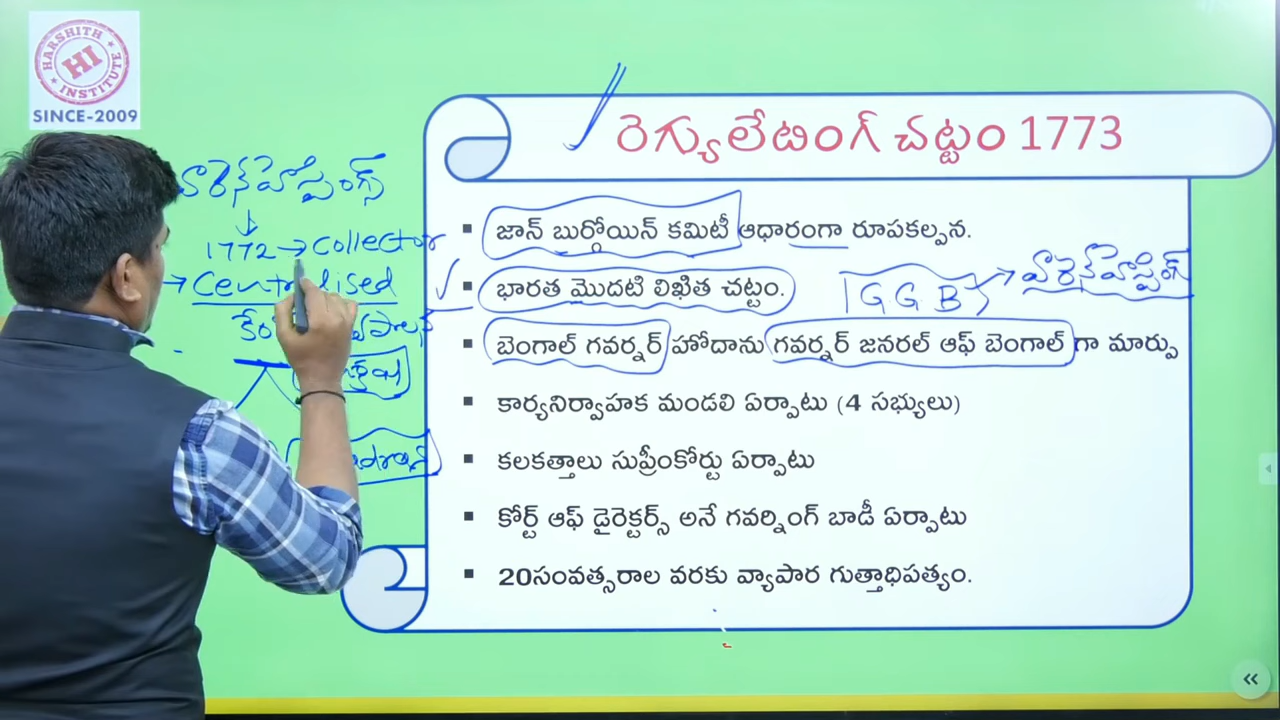 HARSHITH
HI
INSTITUTE
SINCE-2009
రెగ్యులేటింగ్ చట్టం 1773
వారెన్ హేస్టింగ్స్
1772 → Collector
→ Centralised
▪ జాన్ బుర్గోయిన్ కమిటీ ఆధారంగా రూపకల్పన.
▪ భారత మొదటి లిఖిత చట్టం.
GGB → వారెన్ హేస్టింగ్
▪ బెంగాల్ గవర్నర్ హోదాను గవర్నర్ జనరల్ ఆఫ్ బెంగాల్ గా మార్పు
▪ కార్యనిర్వాహక మండలి ఏర్పాటు (4 సభ్యులు)
▪ కలకత్తాలు సుప్రీంకోర్టు ఏర్పాటు
▪ కోర్ట్ ఆఫ్ డైరెక్టర్స్ అనే గవర్నింగ్ బాడీ ఏర్పాటు
▪ 20సంవత్సరాల వరకు వ్యాపార గుత్తాధిపత్యం.